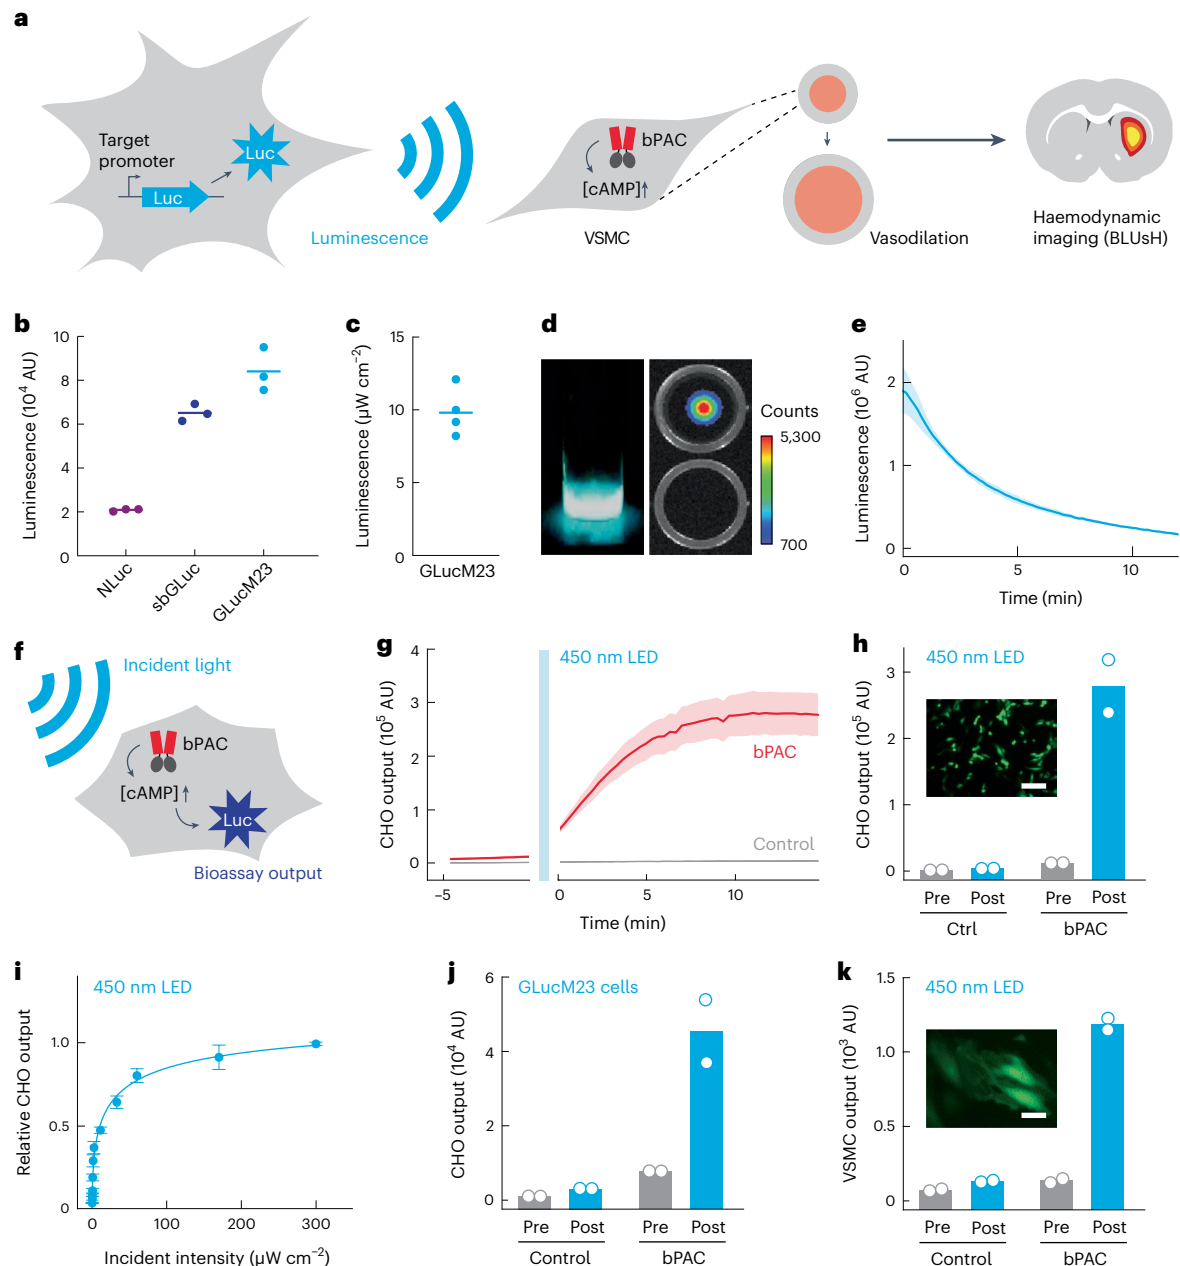 a
Target
promoter
Luc
Luc
Luminescence
bPAC
[cAMP]↑
VSMC
Vasodilation
Haemodynamic
imaging (BLUsH)
b
Luminescence (10⁴ AU)
10
8
6
4
2
0
NLuc
sbGLuc
GLucM23
c
Luminescence (µW cm⁻²)
15
10
5
0
GLucM23
d
Counts
5,300
700
e
Luminescence (10⁶ AU)
2
1
0
0
5
10
Time (min)
f
Incident light
bPAC
[cAMP]↑
Luc
Bioassay output
g
450 nm LED
CHO output (10⁵ AU)
4
3
2
1
0
bPAC
Control
−5
0
5
10
Time (min)
h
450 nm LED
CHO output (10⁵ AU)
3
2
1
0
Pre
Post
Pre
Post
Ctrl
bPAC
i
450 nm LED
Relative CHO output
1.0
0.5
0
0
100
200
300
Incident intensity (µW cm⁻²)
j
GLucM23 cells
CHO output (10⁴ AU)
6
4
2
0
Pre
Post
Pre
Post
Control
bPAC
k
450 nm LED
VSMC output (10³ AU)
1.5
1.0
0.5
0
Pre
Post
Pre
Post
Control
bPAC